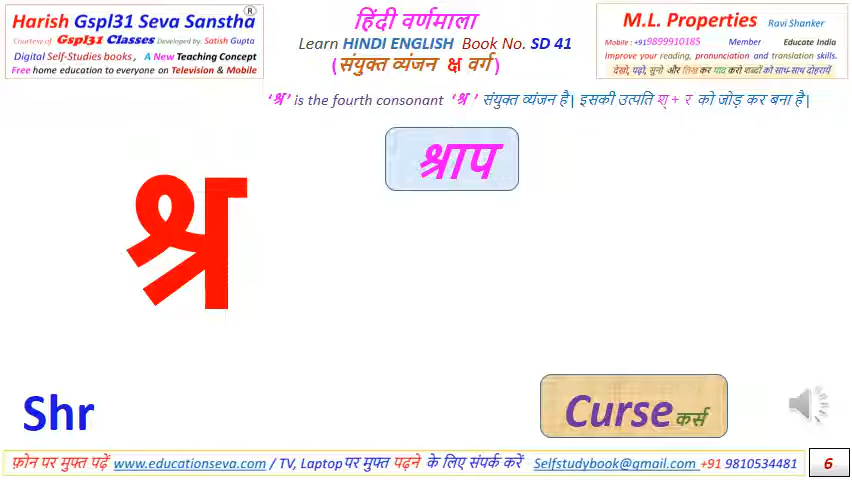 Harish Gspl31 Seva Sanstha ®
Courtesy of Gspl31 Classes Developed by. Satish Gupta
Digital Self-Studies books , A New Teaching Concept
Free home education to everyone on Television & Mobile
हिंदी वर्णमाला
Learn HINDI ENGLISH Book No. SD 41
(संयुक्त व्यंजन क्ष वर्ग)
M.L. Properties Ravi Shanker
Mobile : +919899910185 Member Educate India
Improve your reading, pronunciation and translation skills.
देखो, पढ़ो, सुनो और लिख कर याद करो शब्दों को साथ-साथ दोहरायें
‘श्र’ is the fourth consonant ‘श्र ’ संयुक्त व्यंजन है| इसकी उत्पति श् + र को जोड़ कर बना है|
श्राप
श्र
Shr
Curse कर्स
फ़ोन पर मुफ्त पढ़ें www.educationseva.com / TV, Laptop पर मुफ्त पढ़ने के लिए संपर्क करें Selfstudybook@gmail.com +91 9810534481
6